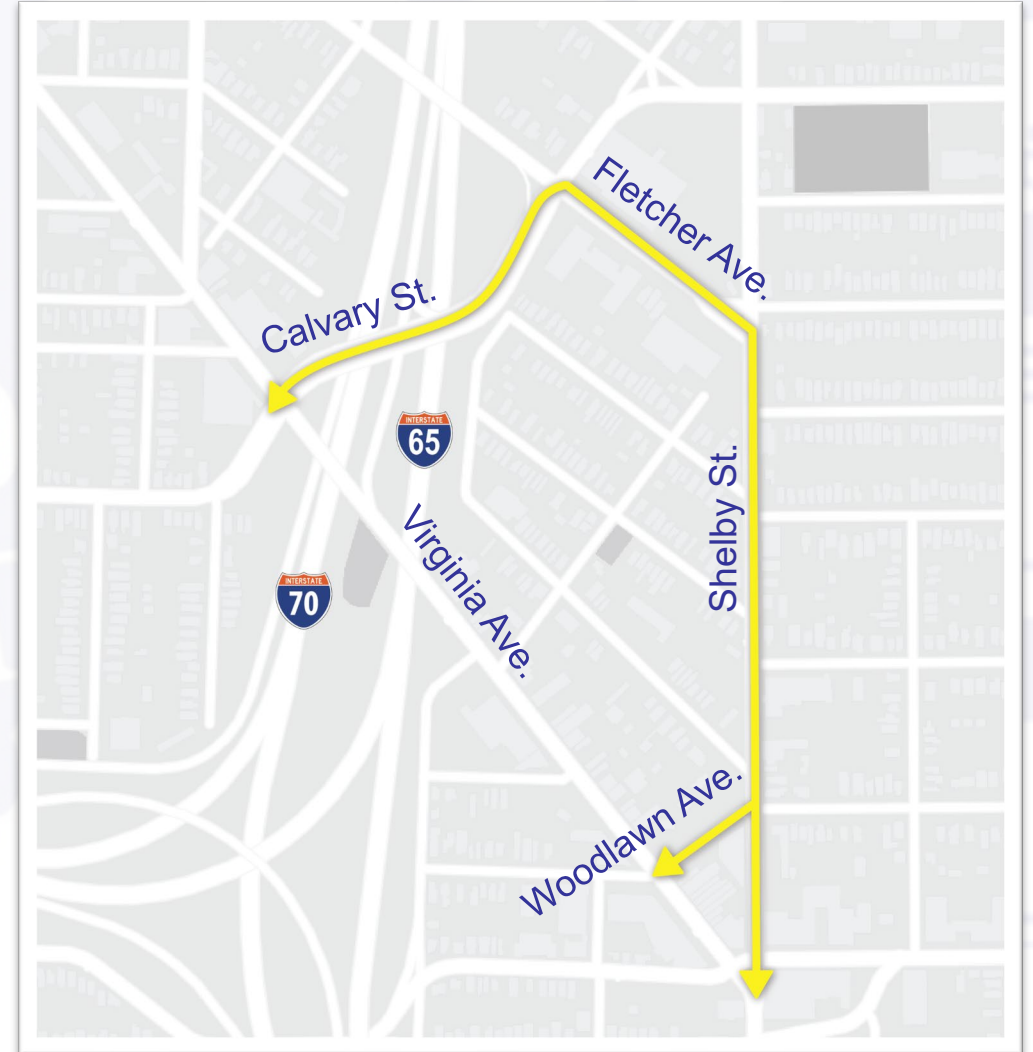 Fletcher Ave.
Calvary St.
INTERSTATE
65
Shelby St.
Virginia Ave.
INTERSTATE
70
Woodlawn Ave.